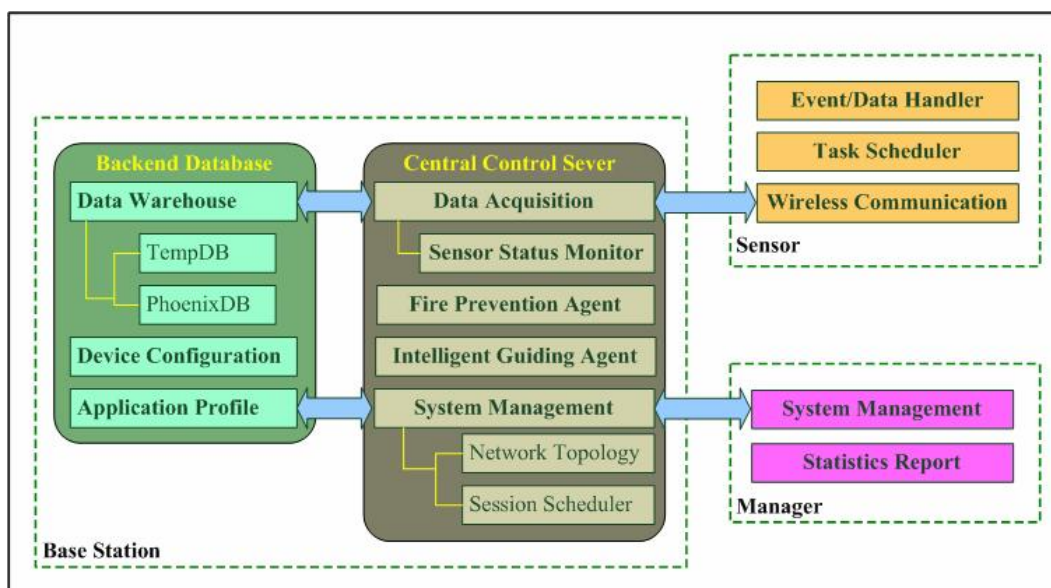 Backend Database
Data Warehouse
TempDB
PhoenixDB
Device Configuration
Application Profile
Central Control Sever
Data Acquisition
Sensor Status Monitor
Fire Prevention Agent
Intelligent Guiding Agent
System Management
Network Topology
Session Scheduler
Base Station
Event/Data Handler
Task Scheduler
Wireless Communication
Sensor
System Management
Statistics Report
Manager